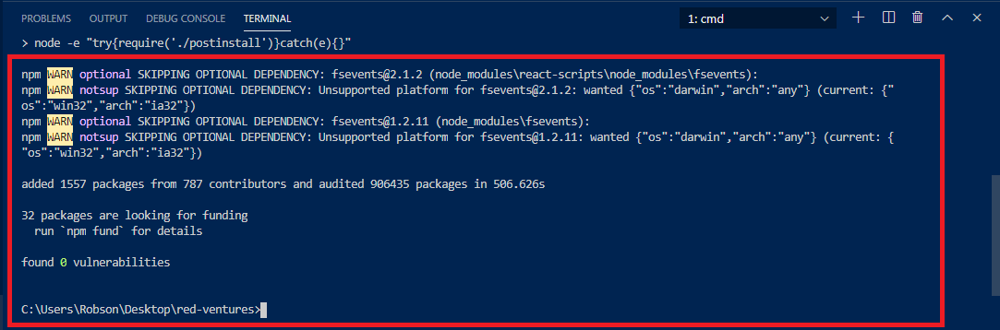 PROBLEMS OUTPUT DEBUG CONSOLE TERMINAL 1: cmd
> node -e "try{require('./postinstall')}catch(e){}"
npm WARN optional SKIPPING OPTIONAL DEPENDENCY: fsevents@2.1.2 (node_modules\react-scripts\node_modules\fsevents):
npm WARN notsup SKIPPING OPTIONAL DEPENDENCY: Unsupported platform for fsevents@2.1.2: wanted {"os":"darwin","arch":"any"} (current: {"
os":"win32","arch":"ia32"})
npm WARN optional SKIPPING OPTIONAL DEPENDENCY: fsevents@1.2.11 (node_modules\fsevents):
npm WARN notsup SKIPPING OPTIONAL DEPENDENCY: Unsupported platform for fsevents@1.2.11: wanted {"os":"darwin","arch":"any"} (current: {
"os":"win32","arch":"ia32"})
added 1557 packages from 787 contributors and audited 906435 packages in 506.626s
32 packages are looking for funding
run `npm fund` for details
found 0 vulnerabilities
C:\Users\Robson\Desktop\red-ventures>